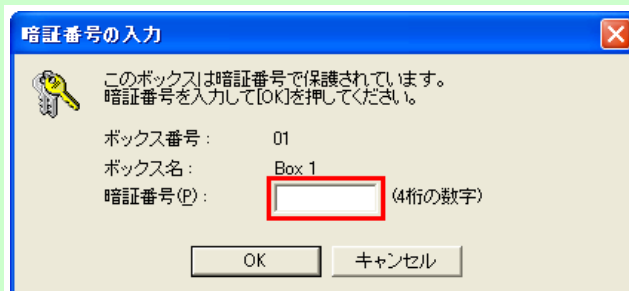 暗証番号の入力
このボックスは暗証番号で保護されています。
暗証番号を入力して[OK]を押してください。
ボックス番号： 01
ボックス名： Box 1
暗証番号(P)： (4桁の数字)
OK キャンセル